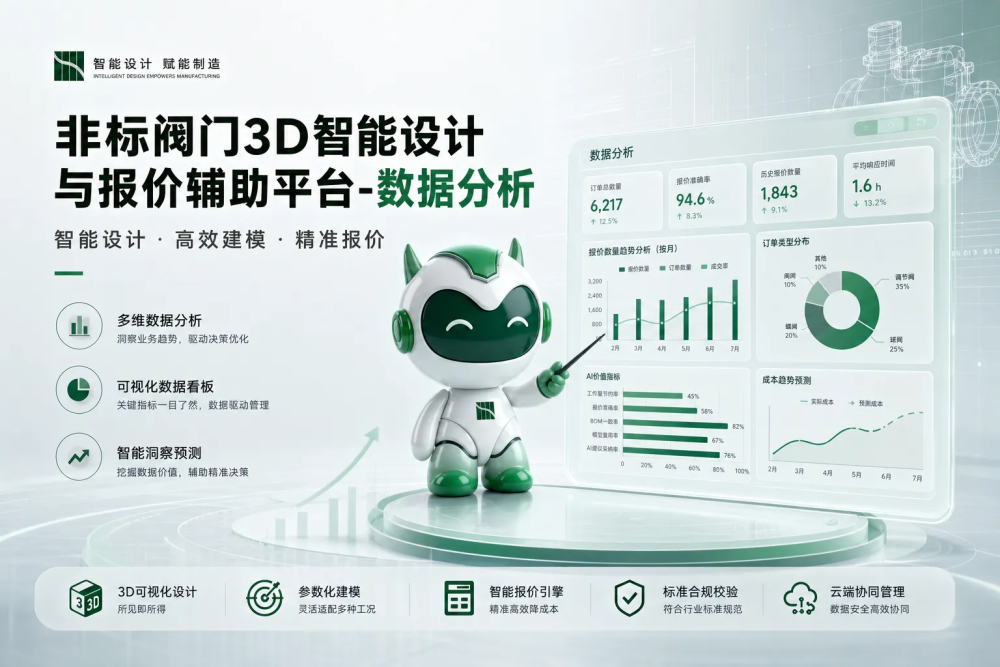 智能设计 赋能制造
INTELLIGENT DESIGN EMPOWERS MANUFACTURING
非标阀门3D智能设计
与报价辅助平台-数据分析
智能设计 · 高效建模 · 精准报价
多维数据分析
洞察业务趋势，驱动决策优化
可视化数据看板
关键指标一目了然，数据驱动管理
智能洞察预测
挖掘数据价值，辅助精准决策
数据分析
订单总数量
6,217
↑ 12.5%
报价准确率
94.6 %
↑ 8.3%
历史报价数量
1,843
↑ 9.1%
平均响应时间
1.6 h
↓ 13.2%
报价数量趋势分析（按月）
报价数量 订单数量 成交率
3,200
2,400
1,600
800
2月 3月 4月 5月 6月 7月
订单类型分布
其他
10%
闸阀
10%
蝶阀
20%
调节阀
35%
球阀
25%
AI价值指标
工作量节约率 45%
报价准确率 58%
BOM一致率 82%
模型复用率 67%
AI建议采纳率 76%
0 20% 40% 60% 80% 100%
成本趋势预测
实际成本 预测成本
2月 3月 4月 5月 6月 7月
3D
3D可视化设计
所见即所得
参数化建模
灵活适配多种工况
智能报价引擎
精准高效降成本
标准合规校验
符合行业标准规范
云端协同管理
数据安全高效协同